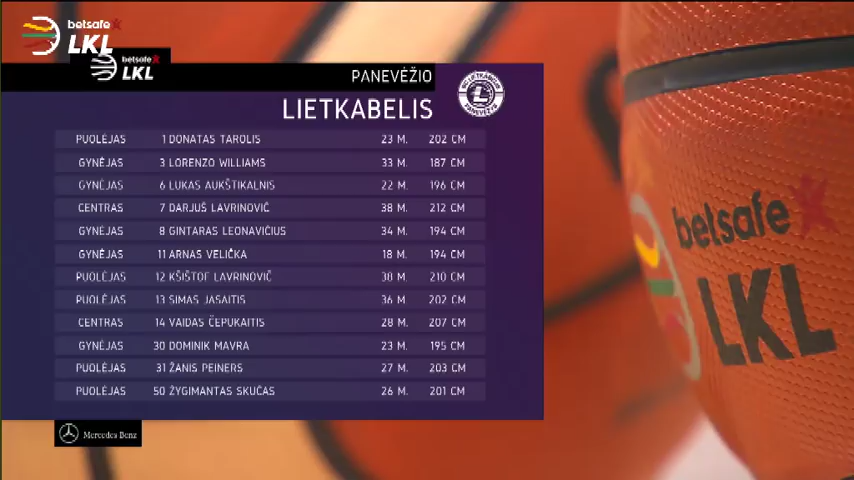 betsafe
LKL
betsafe
LKL
PANEVĖŽIO
LIETKABELIS
PUOLĖJAS 1 DONATAS TAROLIS 23 M. 202 CM
GYNĖJAS 3 LORENZO WILLIAMS 33 M. 187 CM
GYNĖJAS 6 LUKAS AUKŠTIKALNIS 22 M. 196 CM
CENTRAS 7 DARJUŠ LAVRINOVIČ 38 M. 212 CM
GYNĖJAS 8 GINTARAS LEONAVIČIUS 34 M. 194 CM
GYNĖJAS 11 ARNAS VELIČKA 18 M. 194 CM
PUOLĖJAS 12 KŠIŠTOF LAVRINOVIČ 38 M. 210 CM
PUOLĖJAS 13 SIMAS JASAITIS 36 M. 202 CM
CENTRAS 14 VAIDAS ČEPUKAITIS 28 M. 207 CM
GYNĖJAS 30 DOMINIK MAVRA 23 M. 195 CM
PUOLĖJAS 31 ŽANIS PEINERS 27 M. 203 CM
PUOLĖJAS 50 ŽYGIMANTAS SKUČAS 26 M. 201 CM
Mercedes Benz
betsafe
LKL